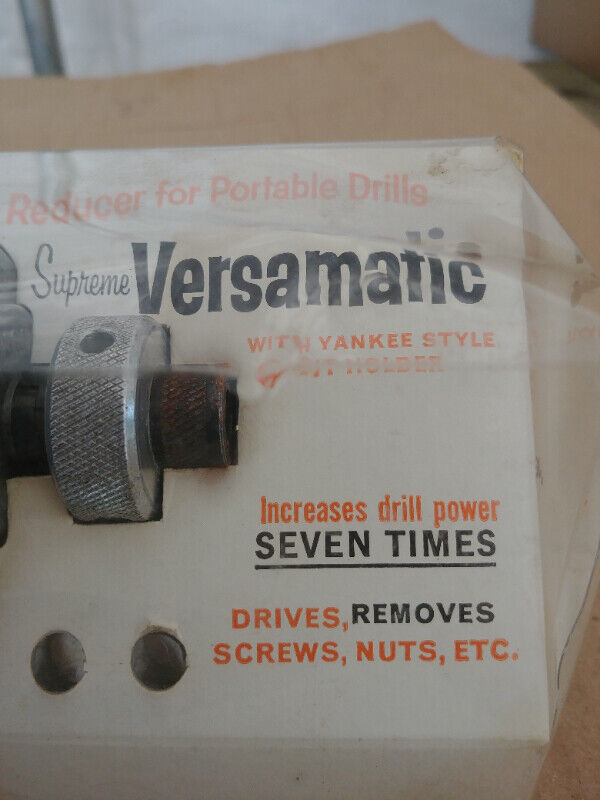 Reducer for Portable Drills
Supreme Versamatic
WITH YANKEE STYLE
BIT HOLDER
Increases drill power
SEVEN TIMES
DRIVES, REMOVES
SCREWS, NUTS, ETC.